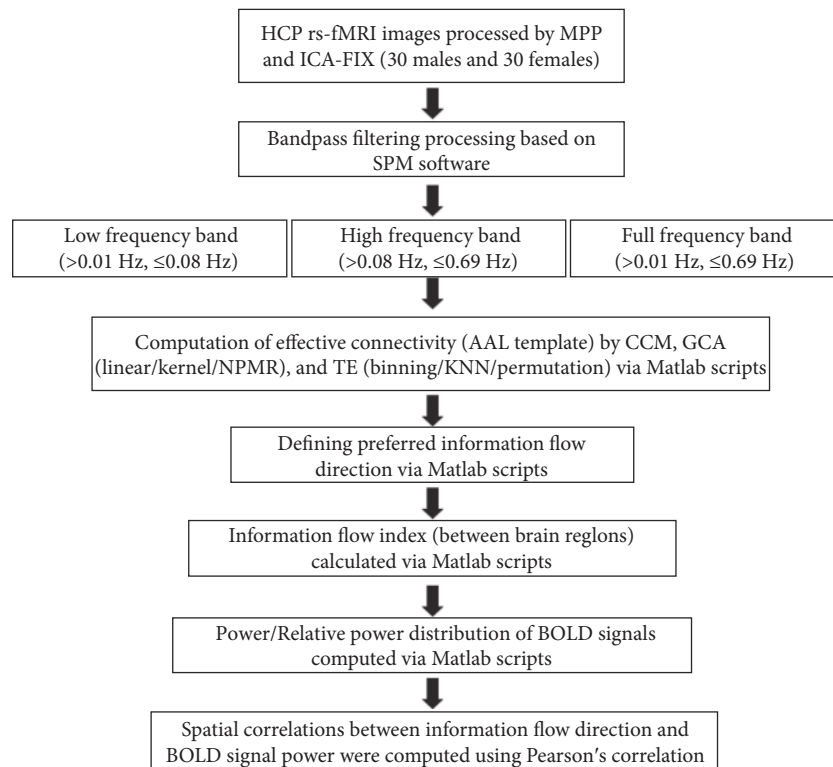 HCP rs-fMRI images processed by MPP
and ICA-FIX (30 males and 30 females)
Bandpass filtering processing based on
SPM software
Low frequency band
(>0.01 Hz, ≤0.08 Hz)
High frequency band
(>0.08 Hz, ≤0.69 Hz)
Full frequency band
(>0.01 Hz, ≤0.69 Hz)
Computation of effective connectivity (AAL template) by CCM, GCA
(linear/kernel/NPMR), and TE (binning/KNN/permutation) via Matlab scripts
Defining preferred information flow
direction via Matlab scripts
Information flow index (between brain regions)
calculated via Matlab scripts
Power/Relative power distribution of BOLD signals
computed via Matlab scripts
Spatial correlations between information flow direction and
BOLD signal power were computed using Pearson's correlation